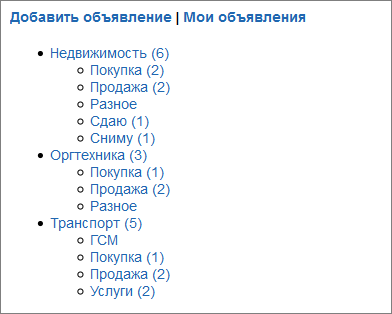 Добавить объявление | Мои объявления
Недвижимость (6)
Покупка (2)
Продажа (2)
Разное
Сдаю (1)
Сниму (1)
Оргтехника (3)
Покупка (1)
Продажа (2)
Разное
Транспорт (5)
ГСМ
Покупка (1)
Продажа (2)
Услуги (2)